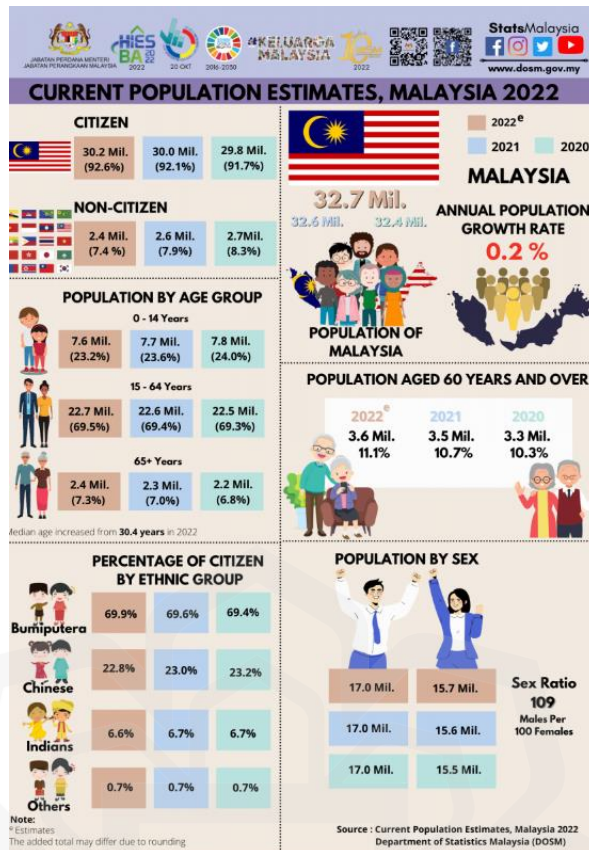 JABATAN PERDANA MENTERI
JABATAN PERANGKAAN MALAYSIA
HiES
BA
2022
20 OKT
2016-2030
#KELUARGA
MALAYSIA
2022
StatsMalaysia
www.dosm.gov.my
CURRENT POPULATION ESTIMATES, MALAYSIA 2022
CITIZEN
30.2 Mil. 30.0 Mil. 29.8 Mil.
(92.6%) (92.1%) (91.7%)
NON-CITIZEN
2.4 Mil. 2.6 Mil. 2.7Mil.
(7.4 %) (7.9%) (8.3%)
2022e
2021 2020
32.7 Mil.
32.6 Mil. 32.4 Mil.
POPULATION OF
MALAYSIA
MALAYSIA
ANNUAL POPULATION
GROWTH RATE
0.2 %
POPULATION BY AGE GROUP
0 - 14 Years
7.6 Mil. 7.7 Mil. 7.8 Mil.
(23.2%) (23.6%) (24.0%)
15 - 64 Years
22.7 Mil. 22.6 Mil. 22.5 Mil.
(69.5%) (69.4%) (69.3%)
65+ Years
2.4 Mil. 2.3 Mil. 2.2 Mil.
(7.3%) (7.0%) (6.8%)
edian age increased from 30.4 years in 2022
POPULATION AGED 60 YEARS AND OVER
2022e 2021 2020
3.6 Mil. 3.5 Mil. 3.3 Mil.
11.1% 10.7% 10.3%
PERCENTAGE OF CITIZEN
BY ETHNIC GROUP
Bumiputera 69.9% 69.6% 69.4%
Chinese 22.8% 23.0% 23.2%
Indians 6.6% 6.7% 6.7%
Others 0.7% 0.7% 0.7%
Note:
e Estimates
The added total may differ due to rounding
POPULATION BY SEX
17.0 Mil. 15.7 Mil.
17.0 Mil. 15.6 Mil.
17.0 Mil. 15.5 Mil.
Sex Ratio
109
Males Per
100 Females
Source : Current Population Estimates, Malaysia 2022
Department of Statistics Malaysia (DOSM)